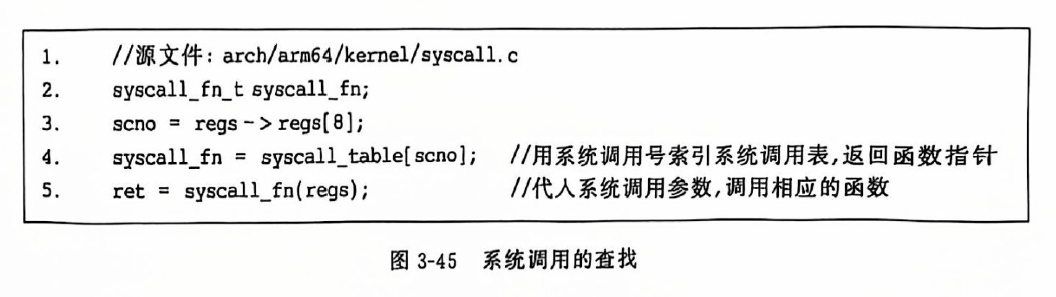 1. //源文件: arch/arm64/kernel/syscall.c
2. syscall_fn_t syscall_fn;
3. scno = regs->regs[8];
4. syscall_fn = syscall_table[scno]; //用系统调用号索引系统调用表,返回函数指针
5. ret = syscall_fn(regs); //代人系统调用参数,调用相应的函数
图 3-45 系统调用的查找